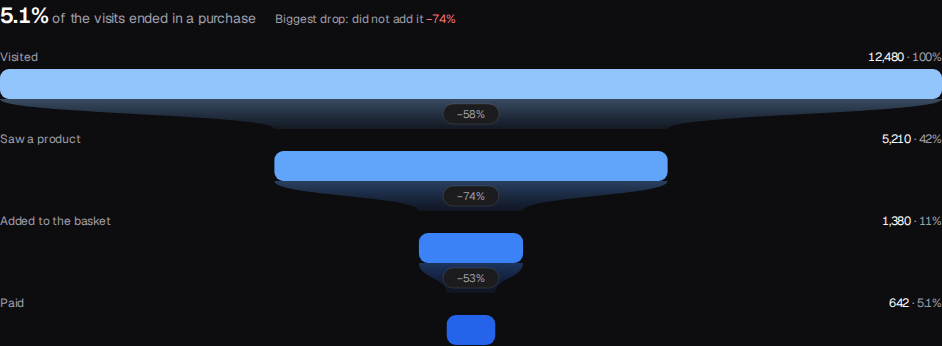 5.1% of the visits ended in a purchase Biggest drop: did not add it −74%
Visited 12,480 · 100%
−58%
Saw a product 5,210 · 42%
−74%
Added to the basket 1,380 · 11%
−53%
Paid 642 · 5.1%